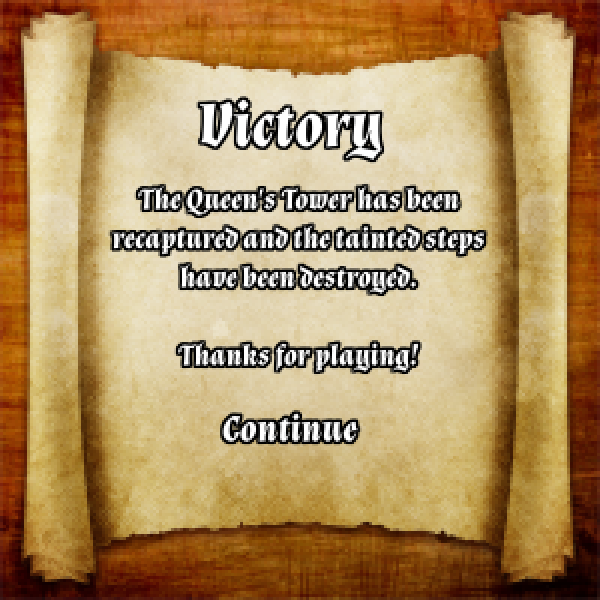 Victory
The Queen's Tower has been
recaptured and the tainted steps
have been destroyed.
Thanks for playing!
Continue